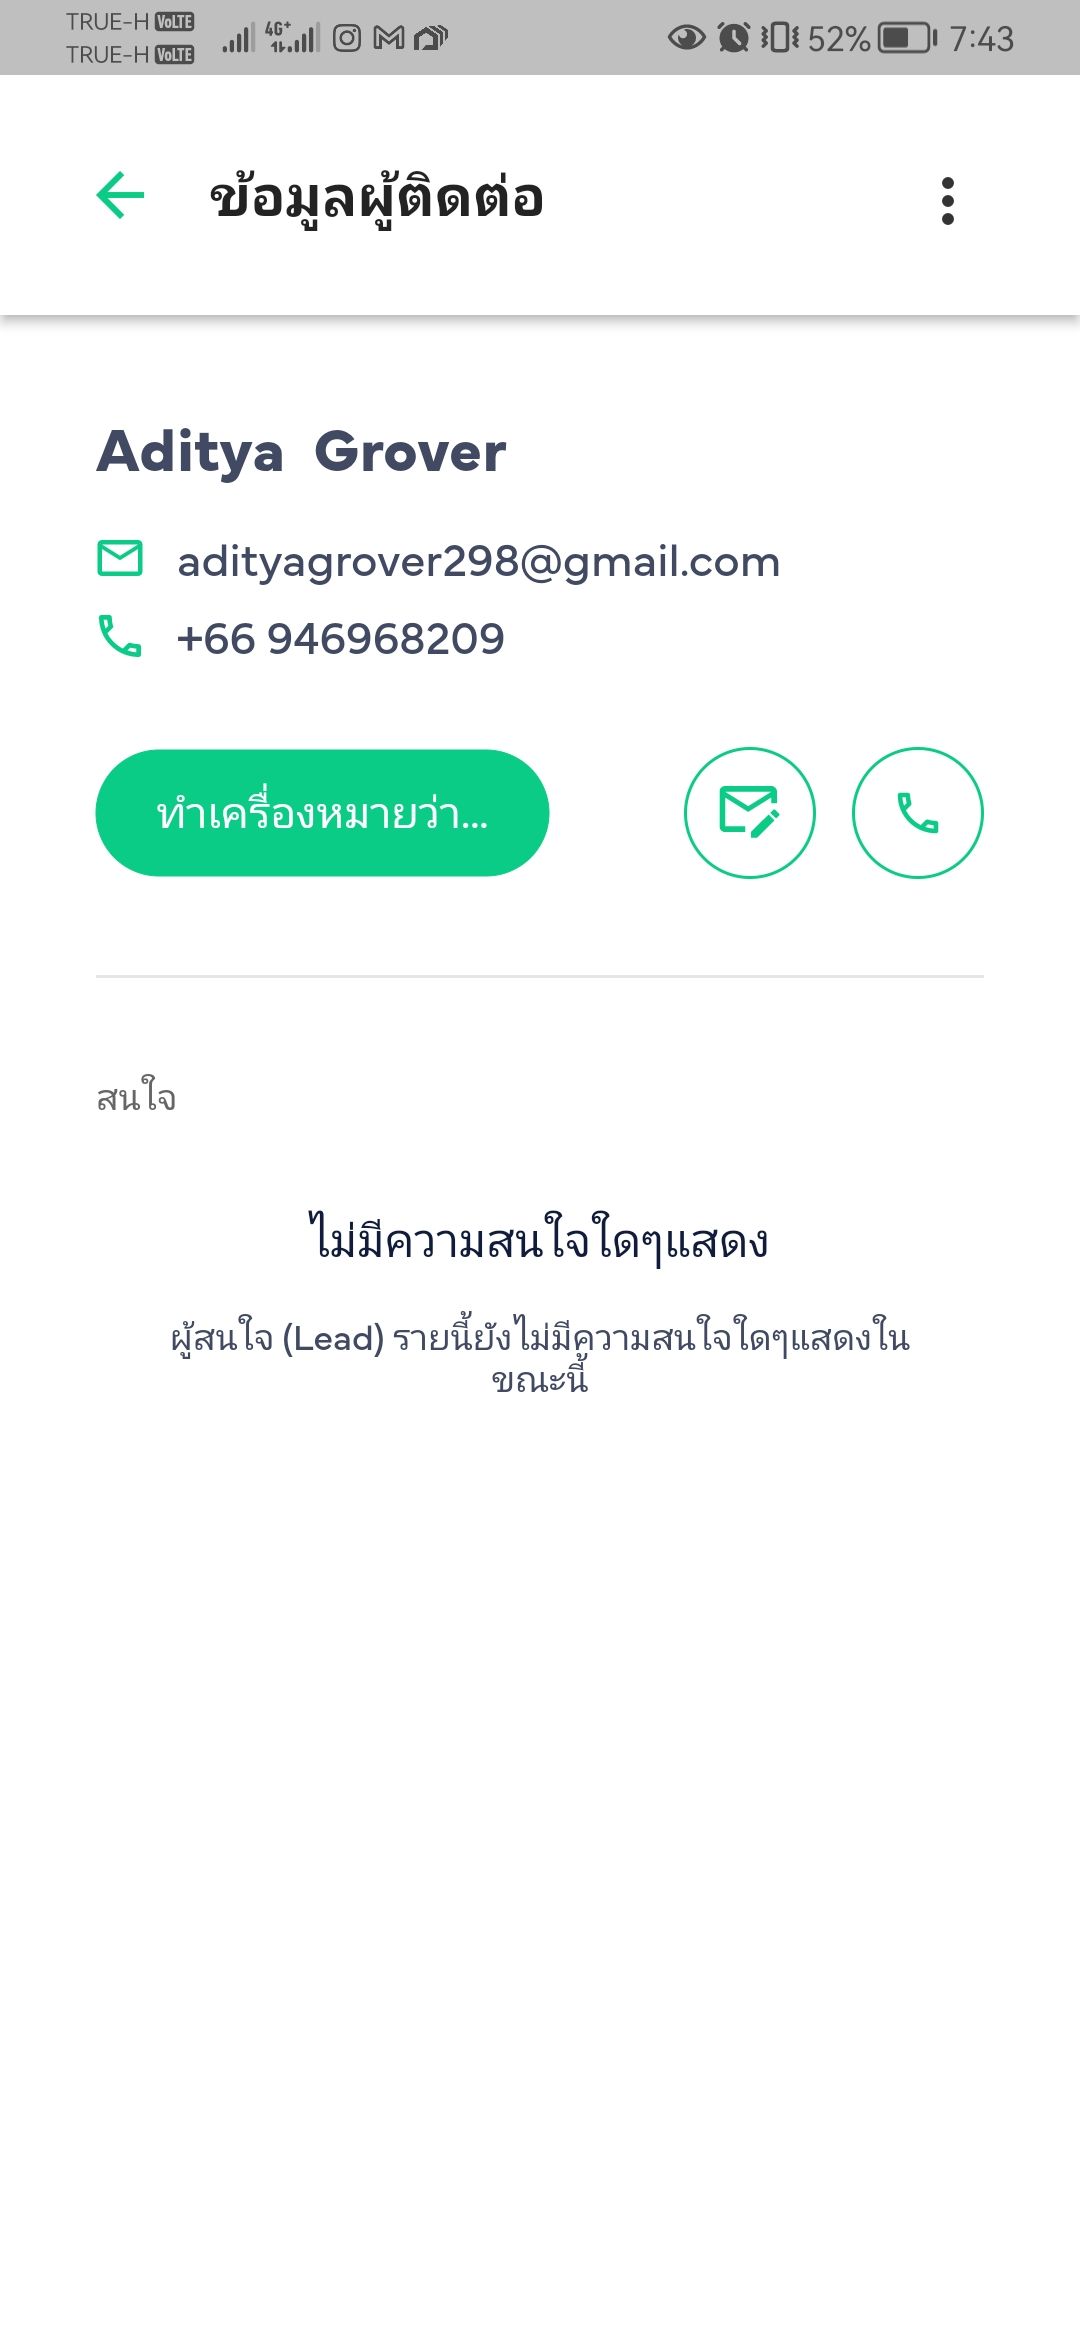 TRUE-H VoLTE
TRUE-H VoLTE
4G+
52%
7:43
ข้อมูลผู้ติดต่อ
Aditya Grover
adityagrover298@gmail.com
+66 946968209
ทำเครื่องหมายว่า...
สนใจ
ไม่มีความสนใจใดๆแสดง
ผู้สนใจ (Lead) รายนี้ยังไม่มีความสนใจใดๆแสดงใน
ขณะนี้